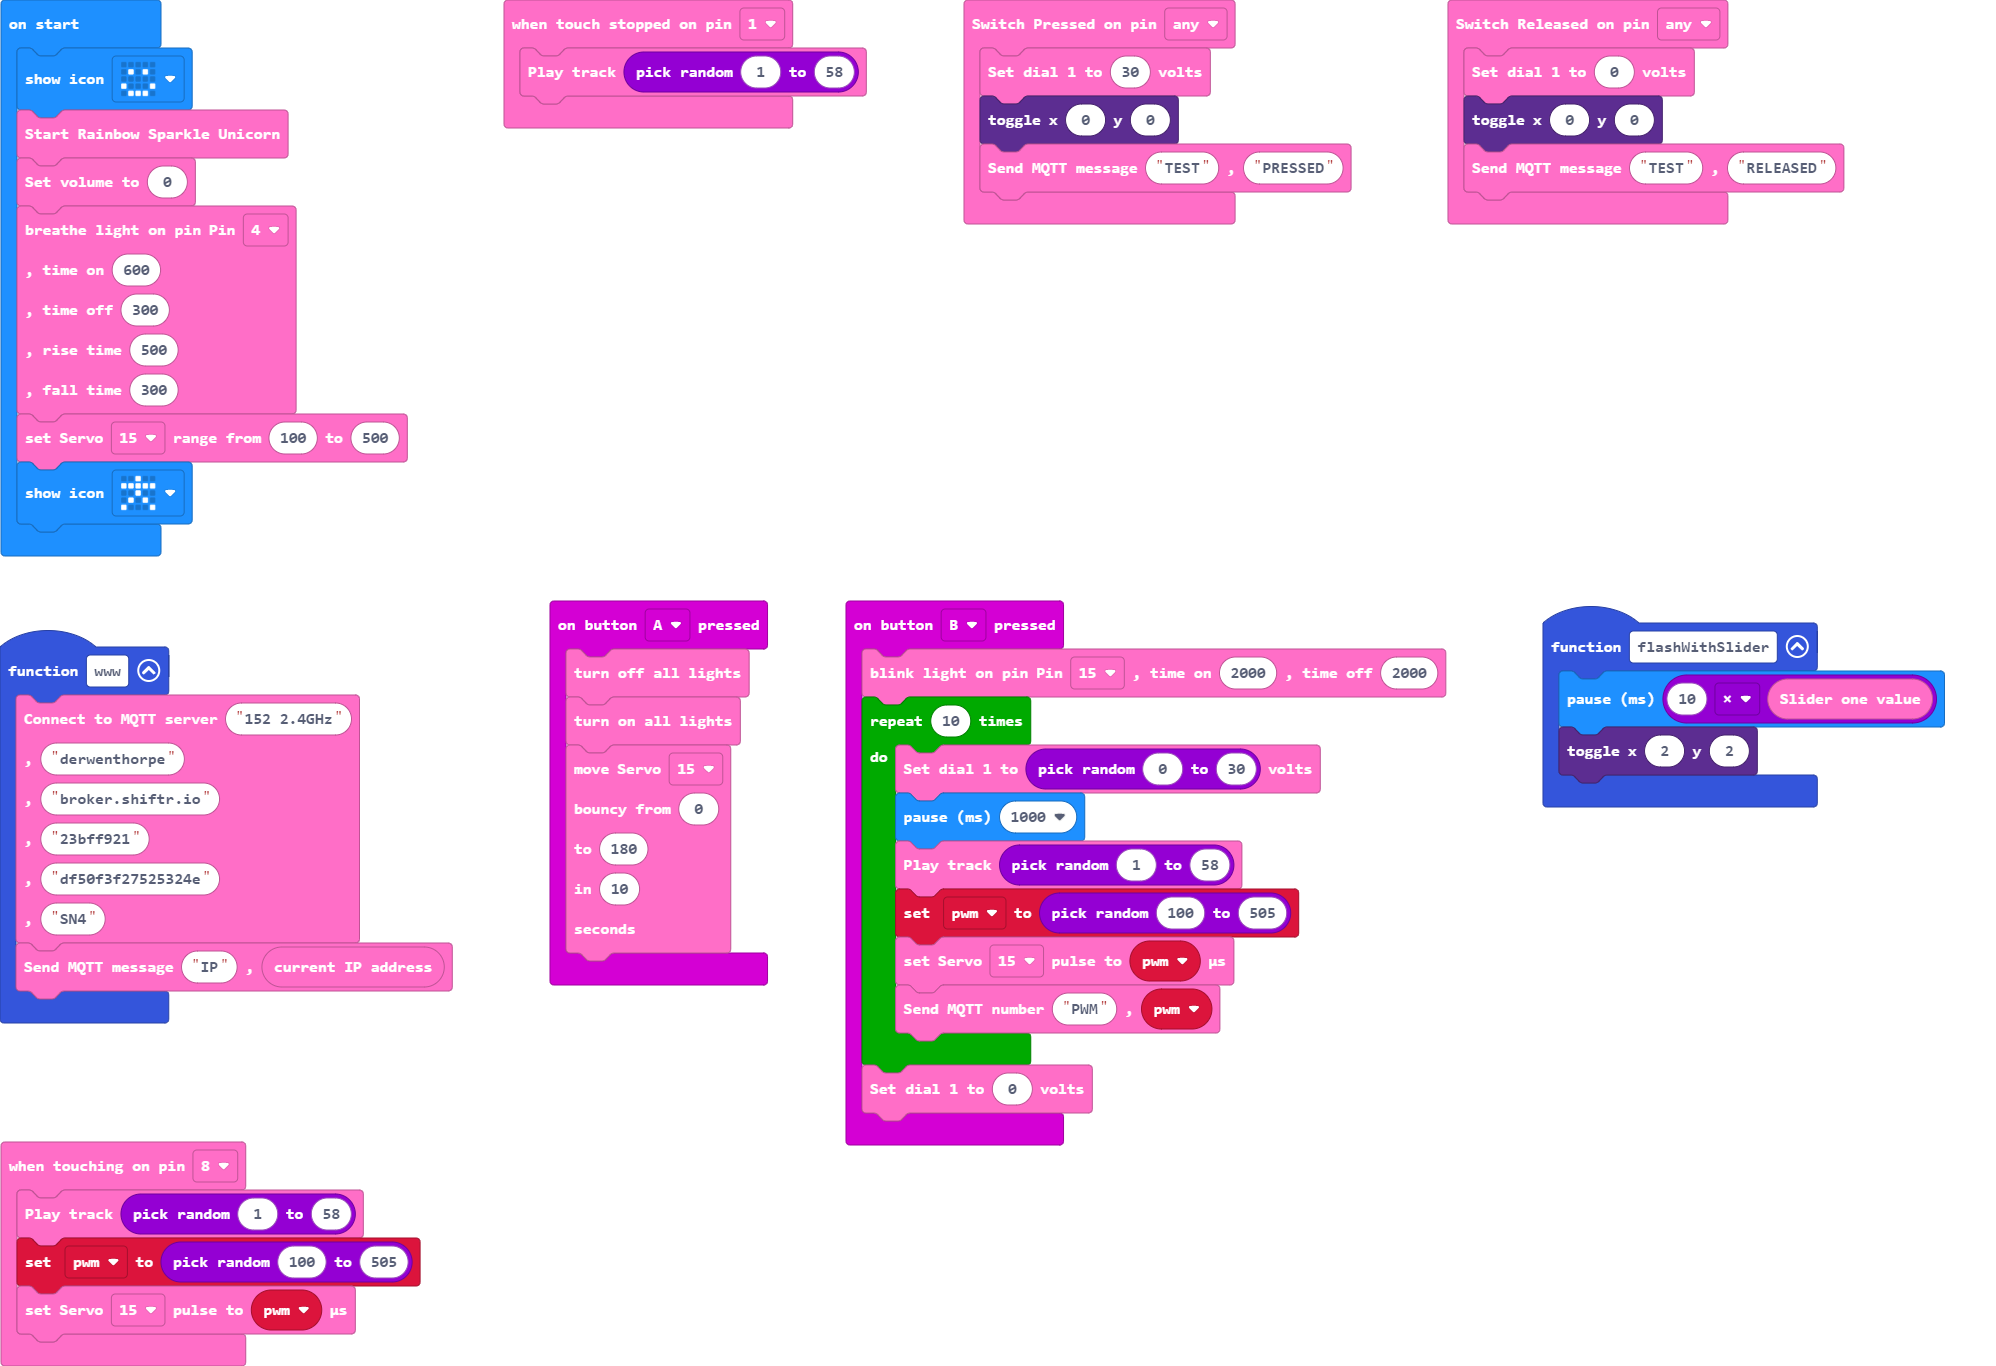 on start
show icon
Start Rainbow Sparkle Unicorn
Set volume to 0
breathe light on pin Pin 4
, time on 600
, time off 300
, rise time 500
, fall time 300
set Servo 15 range from 100 to 500
show icon
when touch stopped on pin 1
Play track pick random 1 to 58
Switch Pressed on pin any
Set dial 1 to 30 volts
toggle x 0 y 0
Send MQTT message "TEST" , "PRESSED"
Switch Released on pin any
Set dial 1 to 0 volts
toggle x 0 y 0
Send MQTT message "TEST" , "RELEASED"
function www
Connect to MQTT server "152 2.4GHz"
, "derwenthorpe"
, "broker.shiftr.io"
, "23bff921"
, "df50f3f27525324e"
, "SN4"
Send MQTT message "IP" , current IP address
on button A pressed
turn off all lights
turn on all lights
move Servo 15
bouncy from 0
to 180
in 10
seconds
on button B pressed
blink light on pin Pin 15 , time on 2000 , time off 2000
repeat 10 times
do Set dial 1 to pick random 0 to 30 volts
pause (ms) 1000
Play track pick random 1 to 58
set pwm to pick random 100 to 505
set Servo 15 pulse to pwm µs
Send MQTT number "PWM" , pwm
Set dial 1 to 0 volts
function flashWithSlider
pause (ms) 10 × Slider one value
toggle x 2 y 2
when touching on pin 8
Play track pick random 1 to 58
set pwm to pick random 100 to 505
set Servo 15 pulse to pwm µs